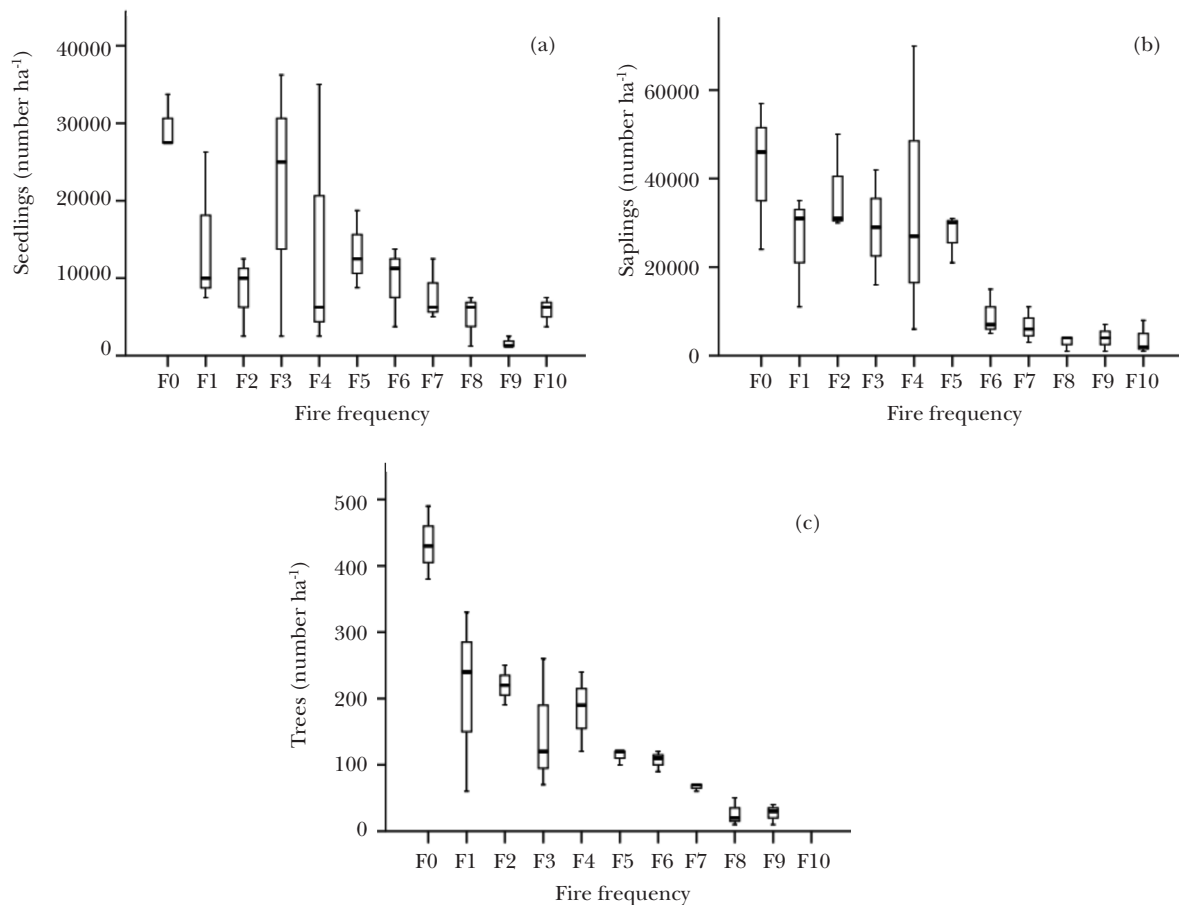 (a)
Seedlings (number ha⁻¹)
40000
30000
20000
10000
0
F0 F1 F2 F3 F4 F5 F6 F7 F8 F9 F10
Fire frequency
(b)
Saplings (number ha⁻¹)
60000
40000
20000
0
F0 F1 F2 F3 F4 F5 F6 F7 F8 F9 F10
Fire frequency
(c)
Trees (number ha⁻¹)
500
400
300
200
100
0
F0 F1 F2 F3 F4 F5 F6 F7 F8 F9 F10
Fire frequency